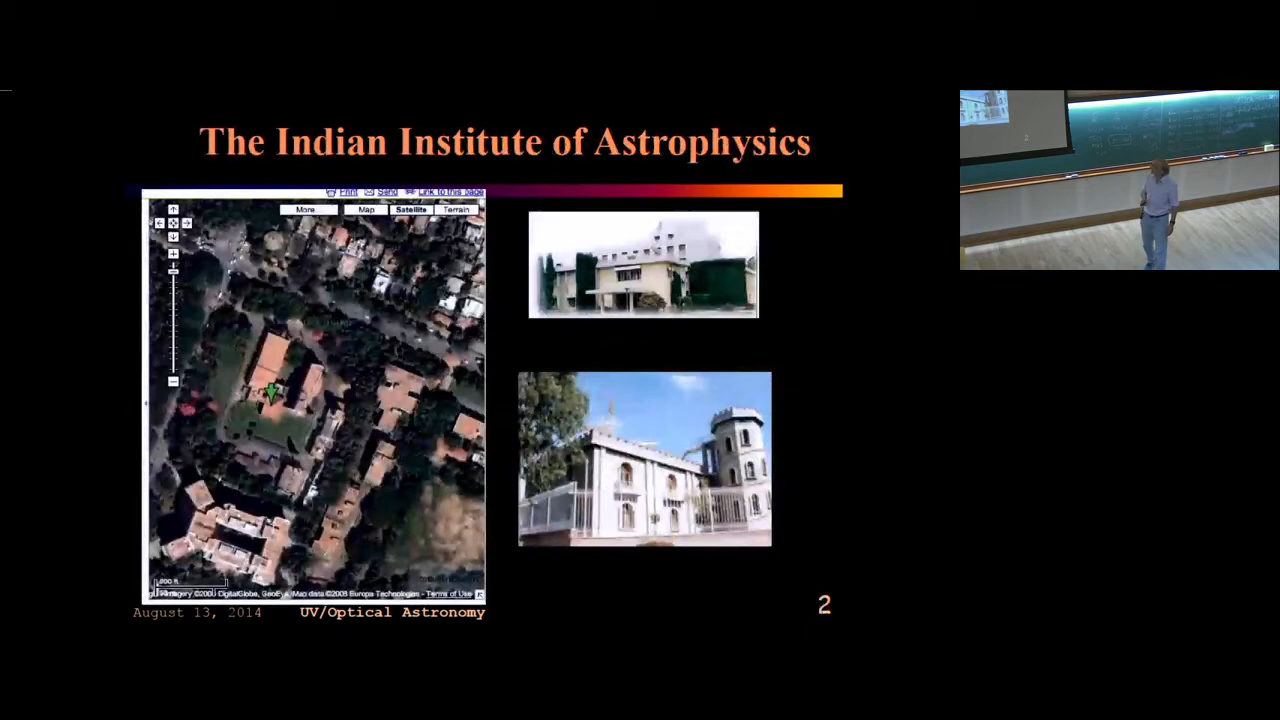 The Indian Institute of Astrophysics
Print Send Link to this page
More Map Satellite Terrain
Imagery ©2008 DigitalGlobe, GeoEye, Map data ©2008 Europa Technologies - Terms of Use
August 13, 2014 UV/Optical Astronomy 2